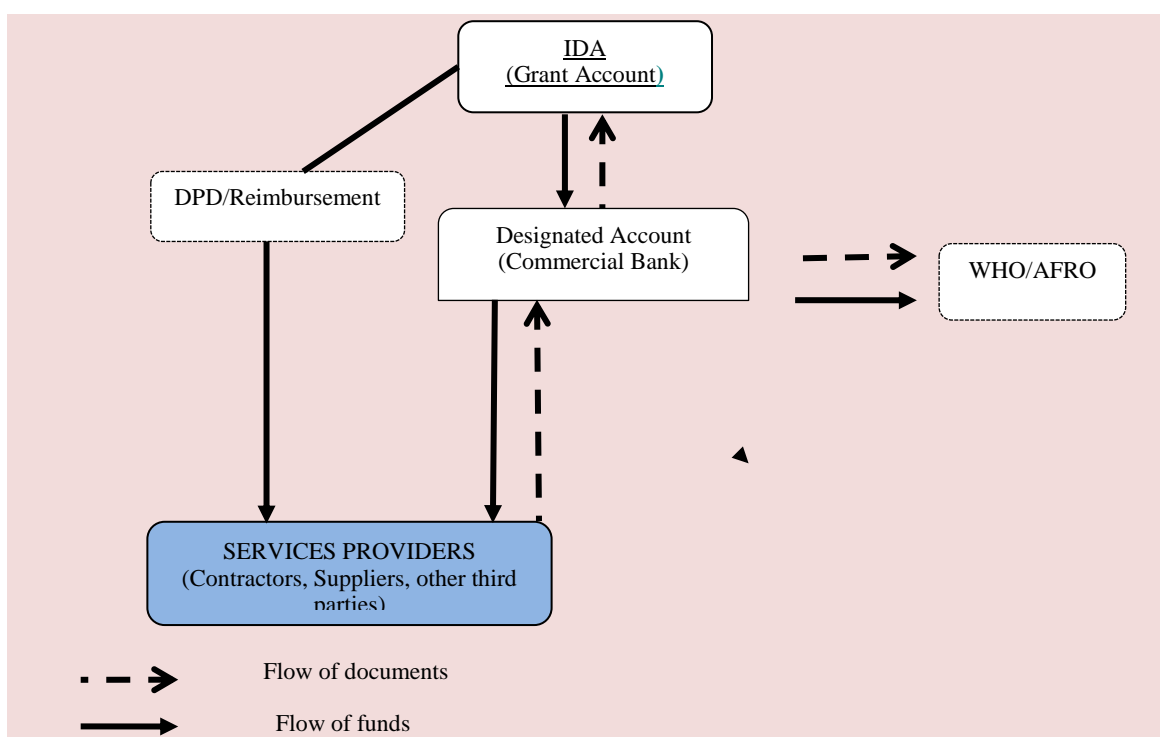 IDA
(Grant Account)
DPD/Reimbursement
Designated Account
(Commercial Bank)
WHO/AFRO
SERVICES PROVIDERS
(Contractors, Suppliers, other third
parties)
Flow of documents
Flow of funds